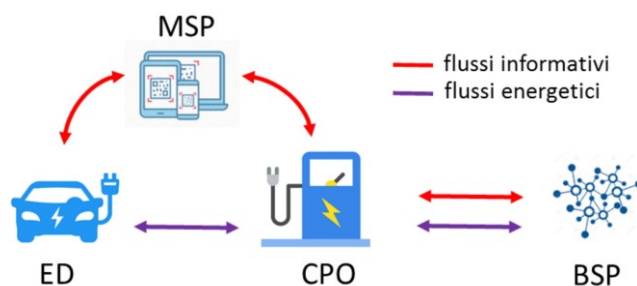 MSP
flussi informativi
flussi energetici
ED
CPO
BSP